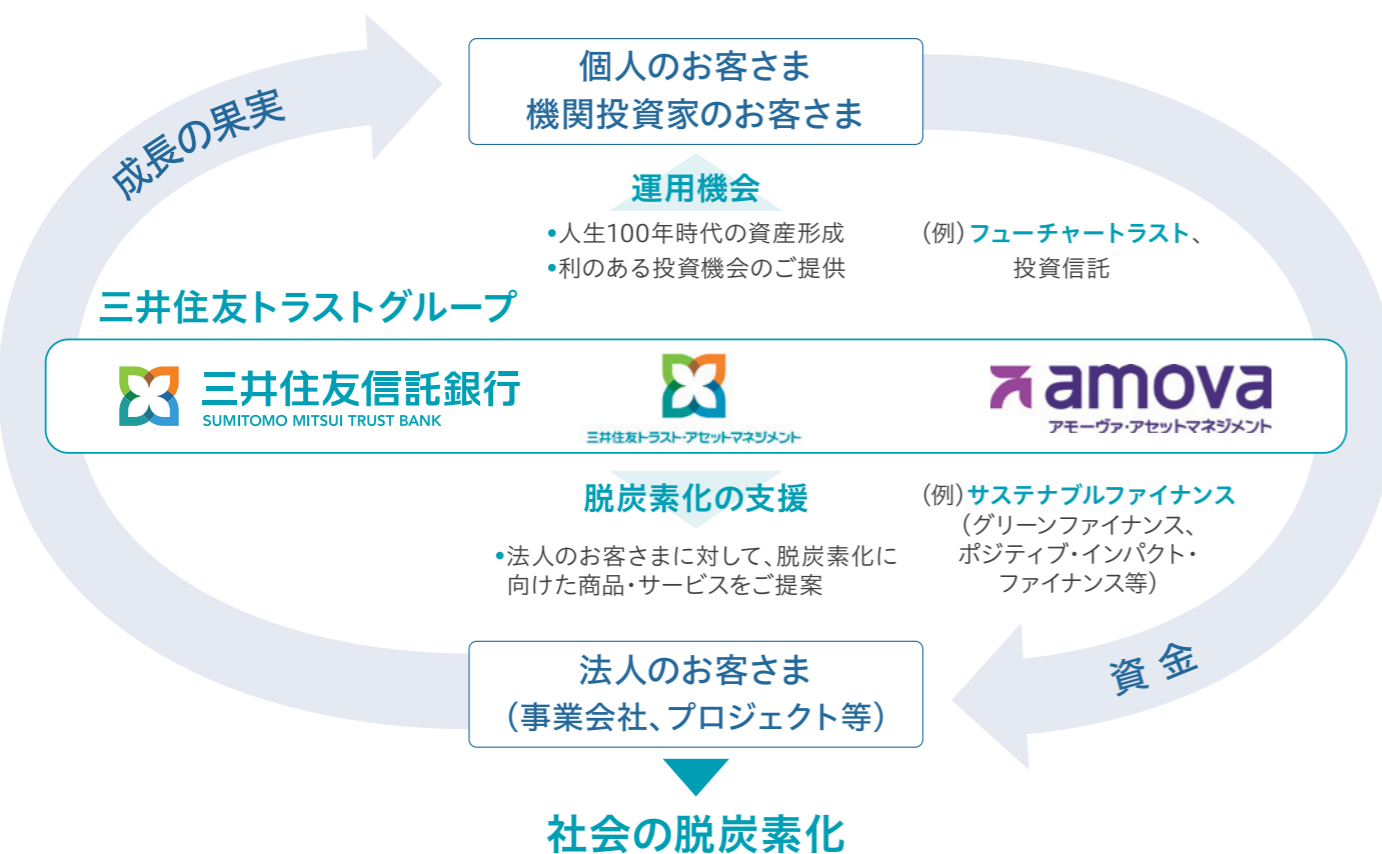 個人のお客さま
機関投資家のお客さま
成長の果実
運用機会
•人生100年時代の資産形成
•利のある投資機会のご提供
（例）フューチャートラスト、
投資信託
三井住友トラストグループ
三井住友信託銀行
SUMITOMO MITSUI TRUST BANK
三井住友トラスト・アセットマネジメント
amova
アモーヴァ・アセットマネジメント
脱炭素化の支援
•法人のお客さまに対して、脱炭素化に
向けた商品・サービスをご提案
（例）サステナブルファイナンス
（グリーンファイナンス、
ポジティブ・インパクト・
ファイナンス等）
資金
法人のお客さま
（事業会社、プロジェクト等）
社会の脱炭素化